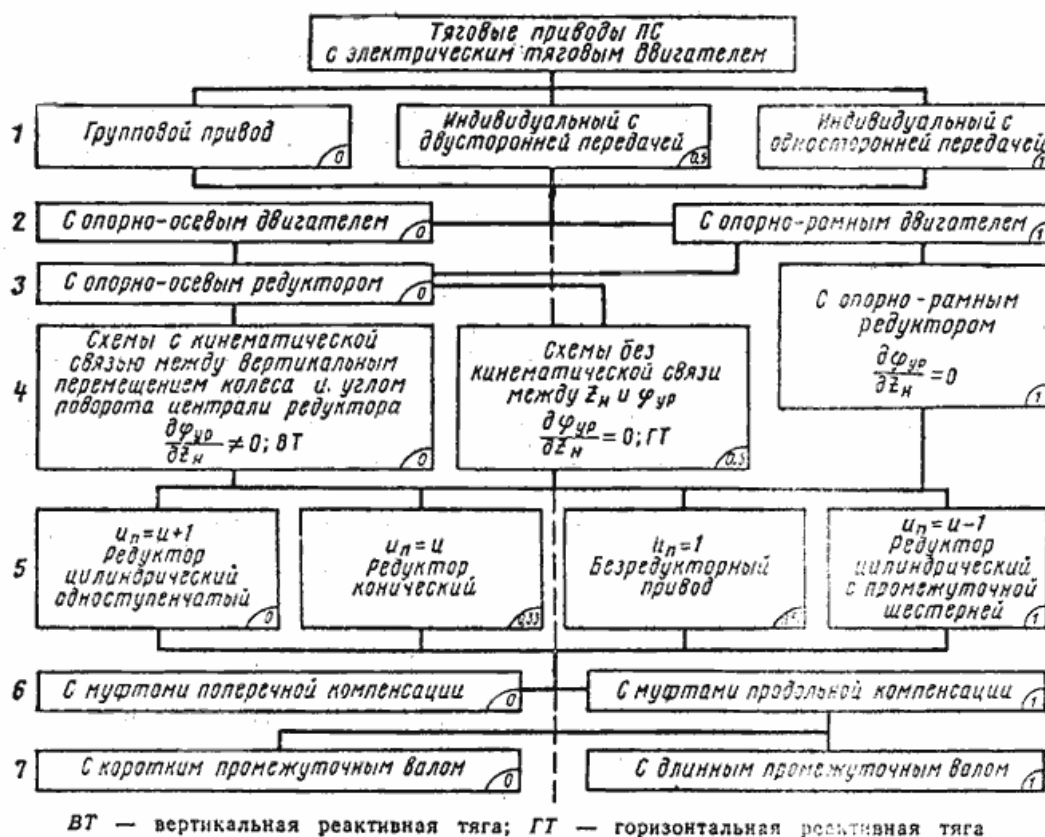 Тяговые приводы ПС
с электрическим тяговым двигателем
1
Групповой привод
0
Индивидуальный с
двусторонней передачей
0,5
Индивидуальный с
односторонней передачей
1
2
С опорно-осевым двигателем
0
С опорно-рамным двигателем
1
3
С опорно-осевым редуктором
0
С опорно-рамным
редуктором
∂φур/∂zн = 0
1
4
Схемы с кинематической
связью между вертикальным
перемещением колеса и углом
поворота централи редуктора
∂φур/∂zн ≠ 0; ВТ
0
Схемы без
кинематической связи
между zн и φур
∂φур/∂zн = 0; ГТ
0,5
5
uп = u+1
Редуктор
цилиндрический
одноступенчатый
0
uп = u
Редуктор
конический
0,33
uп = 1
Безредукторный
привод
uп = u−1
Редуктор
цилиндрический
с промежуточной
шестерней
1
6
С муфтами поперечной компенсации
0
С муфтами продольной компенсации
1
7
С коротким промежуточным валом
0
С длинным промежуточным валом
1
ВТ — вертикальная реактивная тяга; ГТ — горизонтальная реактивная тяга